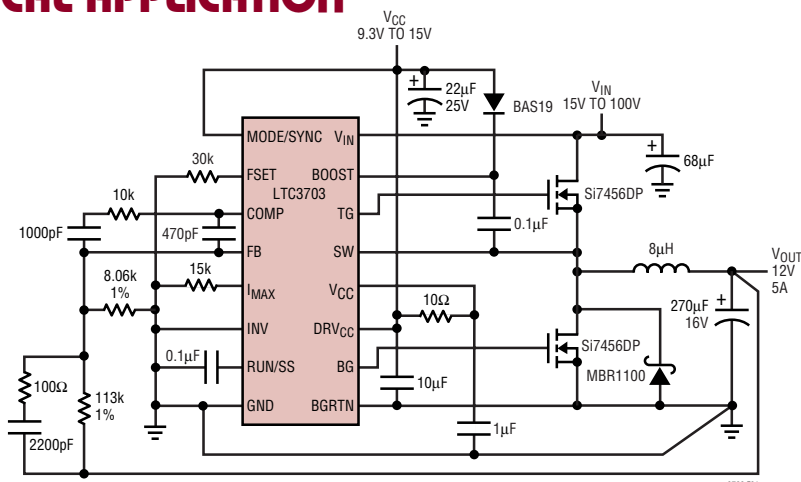 CAL APPLICATION
VCC
9.3V TO 15V
+
22µF
25V
BAS19
VIN
15V TO 100V
+
68µF
MODE/SYNC
VIN
30k
FSET
BOOST
LTC3703
10k
COMP
TG
Si7456DP
1000pF
470pF
0.1µF
FB
SW
8µH
VOUT
12V
5A
8.06k
1%
15k
IMAX
VCC
10Ω
270µF
16V
+
INV
DRVCC
Si7456DP
0.1µF
RUN/SS
BG
MBR1100
100Ω
113k
1%
10µF
GND
BGRTN
1µF
2200pF